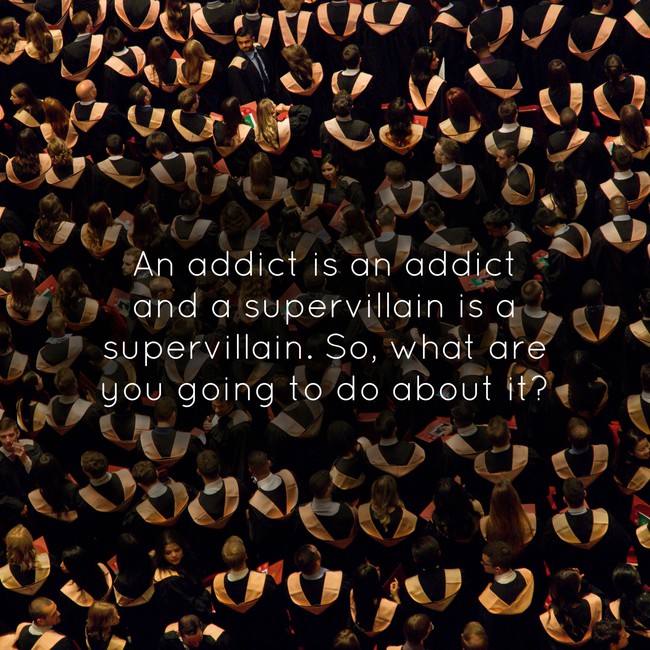 An addict is an addict
and a supervillain is a
supervillain. So, what are
you going to do about it?